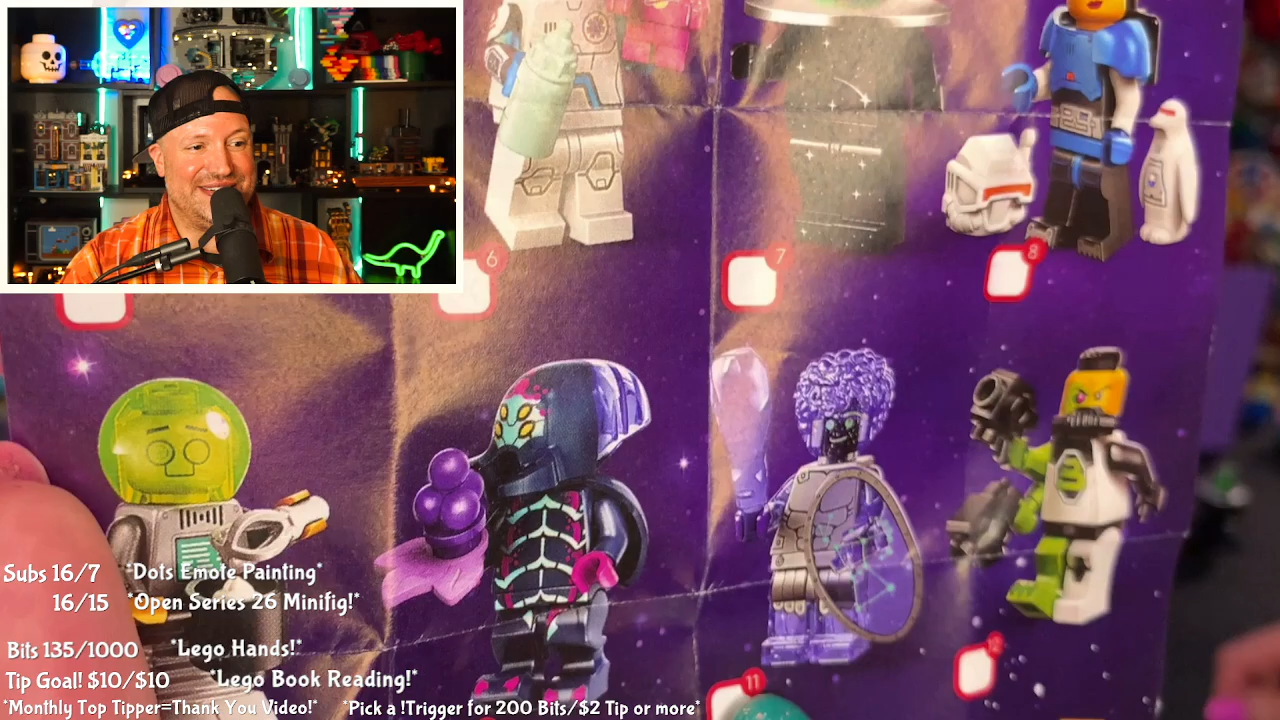 6
7
8
11
Subs 16/7 *Dots Emote Painting*
16/15 *Open Series 26 Minifig!*
Bits 135/1000 *Lego Hands!*
Tip Goal! $10/$10 *Lego Book Reading!*
*Monthly Top Tipper=Thank You Video!* *Pick a !Trigger for 200 Bits/$2 Tip or more*